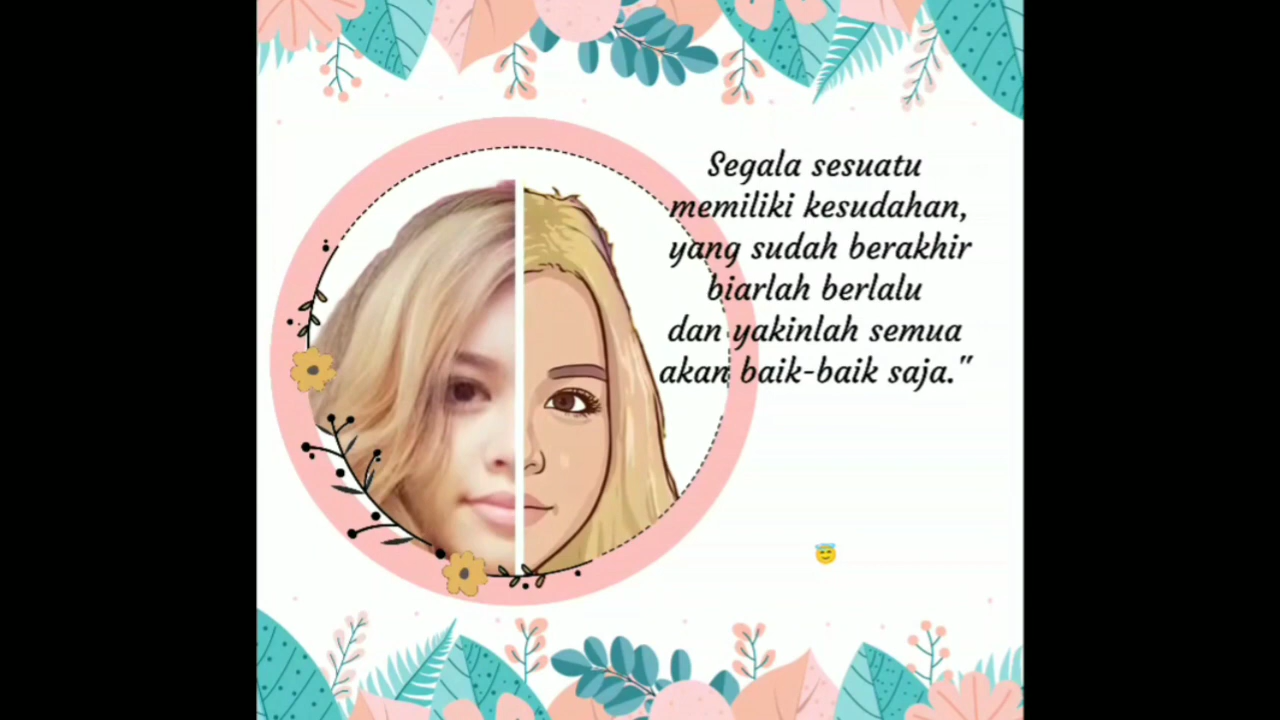 Segala sesuatu
memiliki kesudahan,
yang sudah berakhir
biarlah berlalu
dan yakinlah semua
akan baik-baik saja."